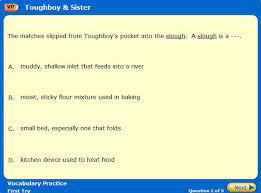 VP Toughboy & Sister
The matches slipped from Toughboy's pocket into the slough. A slough is a ---.
A. muddy, shallow inlet that feeds into a river
B. moist, sticky flour mixture used in baking
C. small bed, especially one that folds
D. kitchen device used to heat food
Vocabulary Practice
First Try
Question 1 of 5
Next